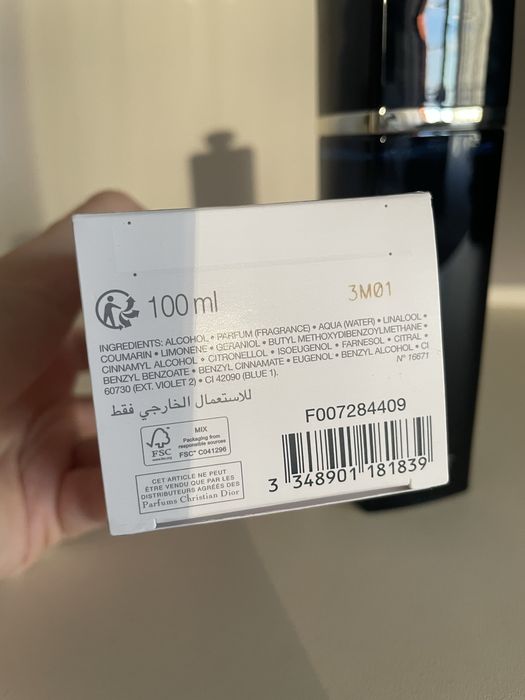 100 ml
3M01
INGREDIENTS: ALCOHOL • PARFUM (FRAGRANCE) • AQUA (WATER) • LINALOOL •
COUMARIN • LIMONENE • GERANIOL • BUTYL METHOXYDIBENZOYLMETHANE •
CINNAMYL ALCOHOL • CITRONELLOL • ISOEUGENOL • FARNESOL • CITRAL •
BENZYL BENZOATE • BENZYL CINNAMATE • EUGENOL • BENZYL ALCOHOL • CI
60730 (EXT. VIOLET 2) • CI 42090 (BLUE 1).
N° 16671
للاستعمال الخارجي فقط
FSC
MIX
Packaging from
responsible sources
FSC® C041296
CET ARTICLE NE PEUT
ÊTRE VENDU QUE PAR LES
DISTRIBUTEURS AGRÉÉS DES
Parfums Christian Dior
F007284409
3 348901 181839